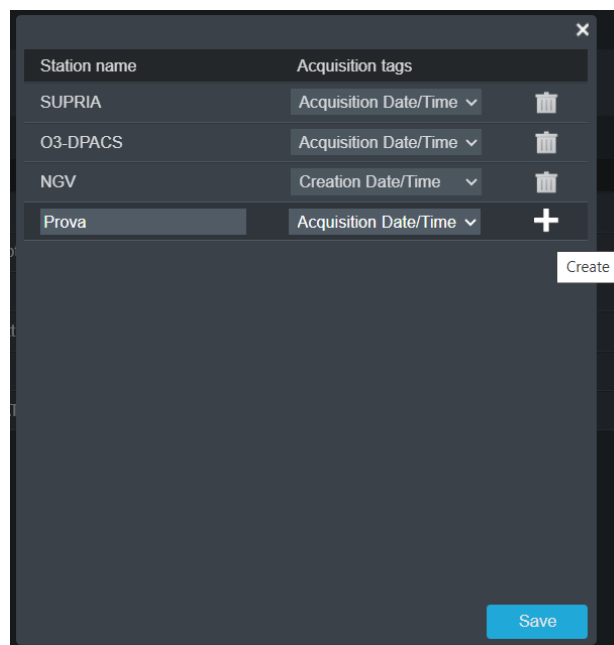 Station name Acquisition tags
SUPRIA Acquisition Date/Time
O3-DPACS Acquisition Date/Time
NGV Creation Date/Time
Prova Acquisition Date/Time
Create
Save